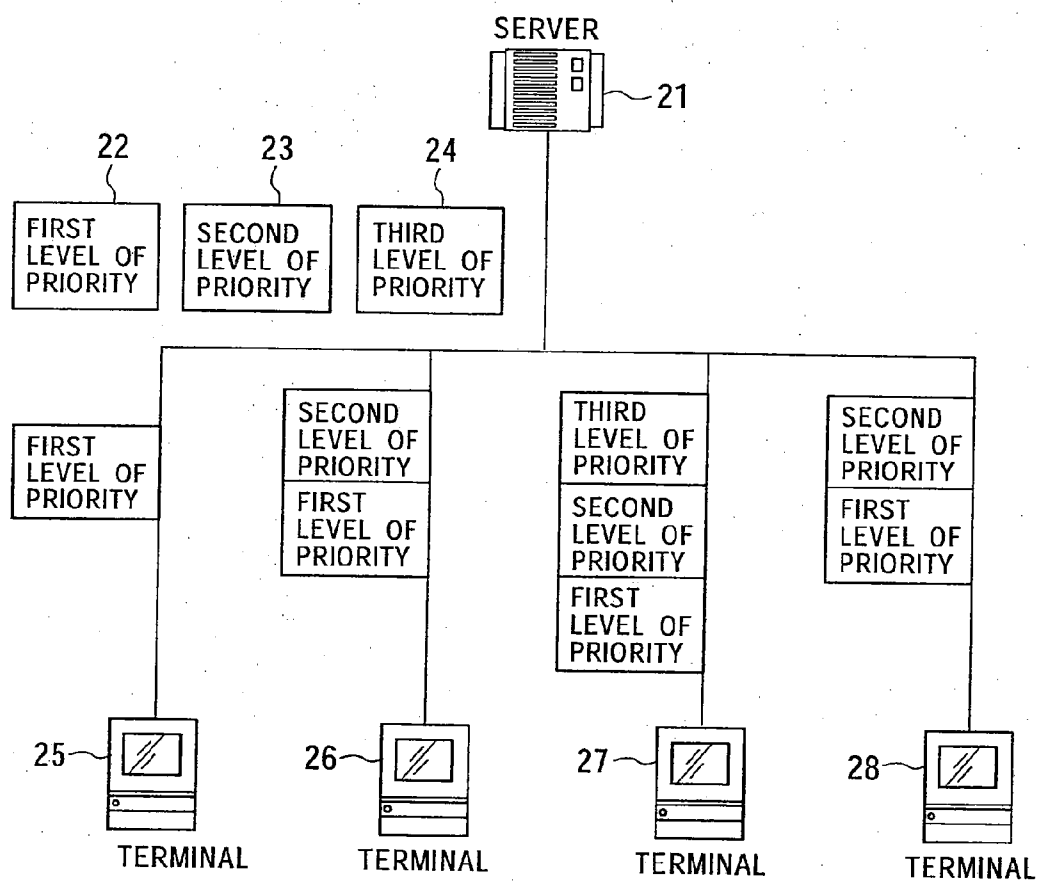 SERVER
21
22
23
24
FIRST
LEVEL OF
PRIORITY
SECOND
LEVEL OF
PRIORITY
THIRD
LEVEL OF
PRIORITY
FIRST
LEVEL OF
PRIORITY
SECOND
LEVEL OF
PRIORITY
FIRST
LEVEL OF
PRIORITY
THIRD
LEVEL OF
PRIORITY
SECOND
LEVEL OF
PRIORITY
FIRST
LEVEL OF
PRIORITY
SECOND
LEVEL OF
PRIORITY
FIRST
LEVEL OF
PRIORITY
25
26
27
28
TERMINAL
TERMINAL
TERMINAL
TERMINAL